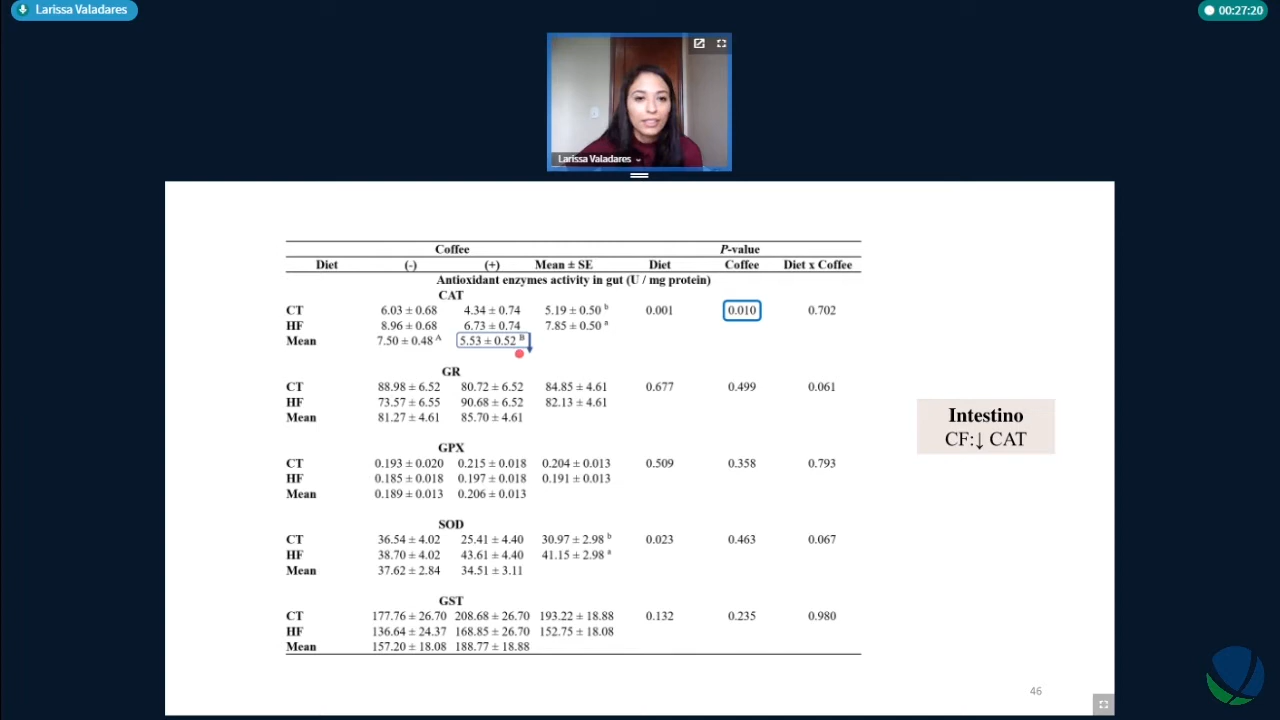 Larissa Valadares
00:27:20
Larissa Valadares
Coffee P-value
Diet (-) (+) Mean ± SE Diet Coffee Diet x Coffee
Antioxidant enzymes activity in gut (U / mg protein)
CAT
CT 6.03 ± 0.68 4.34 ± 0.74 5.19 ± 0.50 b 0.001 0.010 0.702
HF 8.96 ± 0.68 6.73 ± 0.74 7.85 ± 0.50 a
Mean 7.50 ± 0.48 A 5.53 ± 0.52 B
GR
CT 88.98 ± 6.52 80.72 ± 6.52 84.85 ± 4.61 0.677 0.499 0.061
HF 73.57 ± 6.55 90.68 ± 6.52 82.13 ± 4.61
Mean 81.27 ± 4.61 85.70 ± 4.61
GPX
CT 0.193 ± 0.020 0.215 ± 0.018 0.204 ± 0.013 0.509 0.358 0.793
HF 0.185 ± 0.018 0.197 ± 0.018 0.191 ± 0.013
Mean 0.189 ± 0.013 0.206 ± 0.013
SOD
CT 36.54 ± 4.02 25.41 ± 4.40 30.97 ± 2.98 b 0.023 0.463 0.067
HF 38.70 ± 4.02 43.61 ± 4.40 41.15 ± 2.98 a
Mean 37.62 ± 2.84 34.51 ± 3.11
GST
CT 177.76 ± 26.70 208.68 ± 26.70 193.22 ± 18.88 0.132 0.235 0.980
HF 136.64 ± 24.37 168.85 ± 26.70 152.75 ± 18.08
Mean 157.20 ± 18.08 188.77 ± 18.88
Intestino
CF:↓ CAT
46